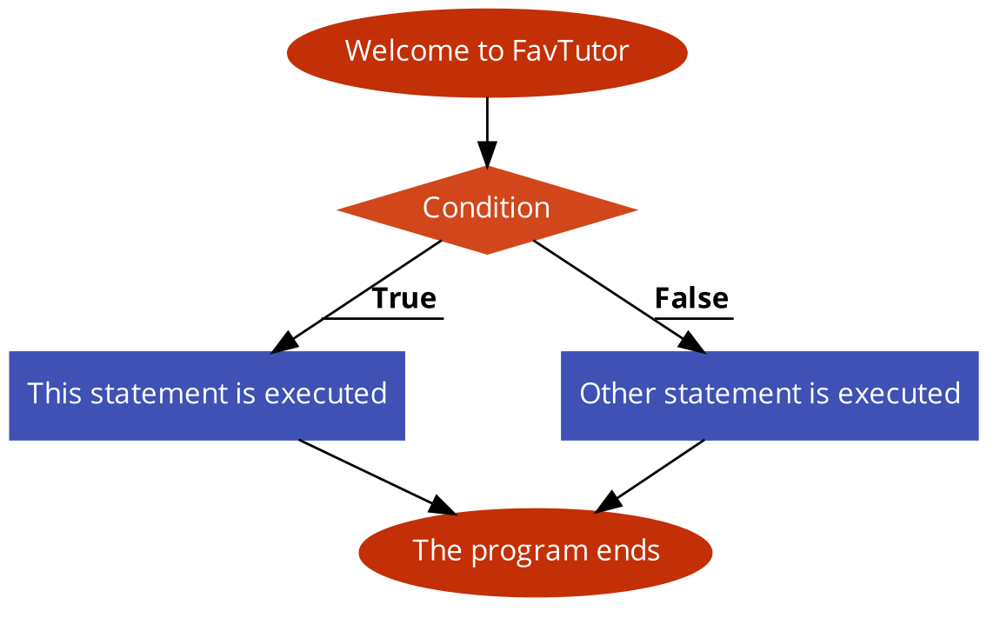 Welcome to FavTutor
Condition
True
False
This statement is executed
Other statement is executed
The program ends